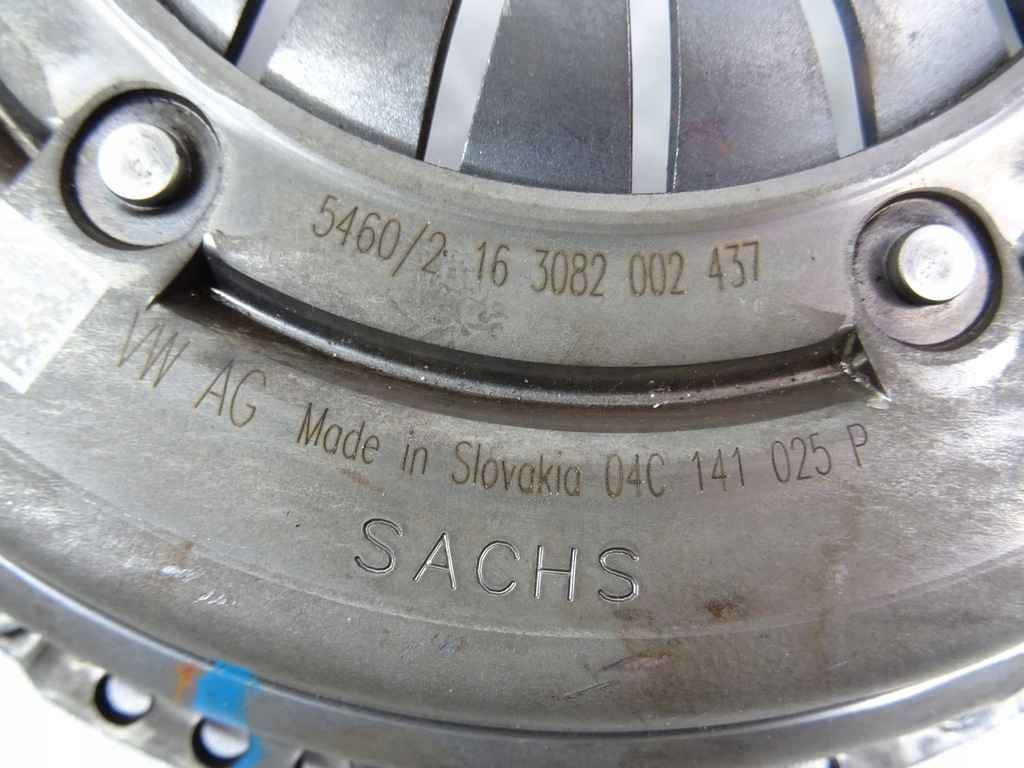 5460/2 16 3082 002 437
VW AG Made in Slovakia 04C 141 025 P
SACHS